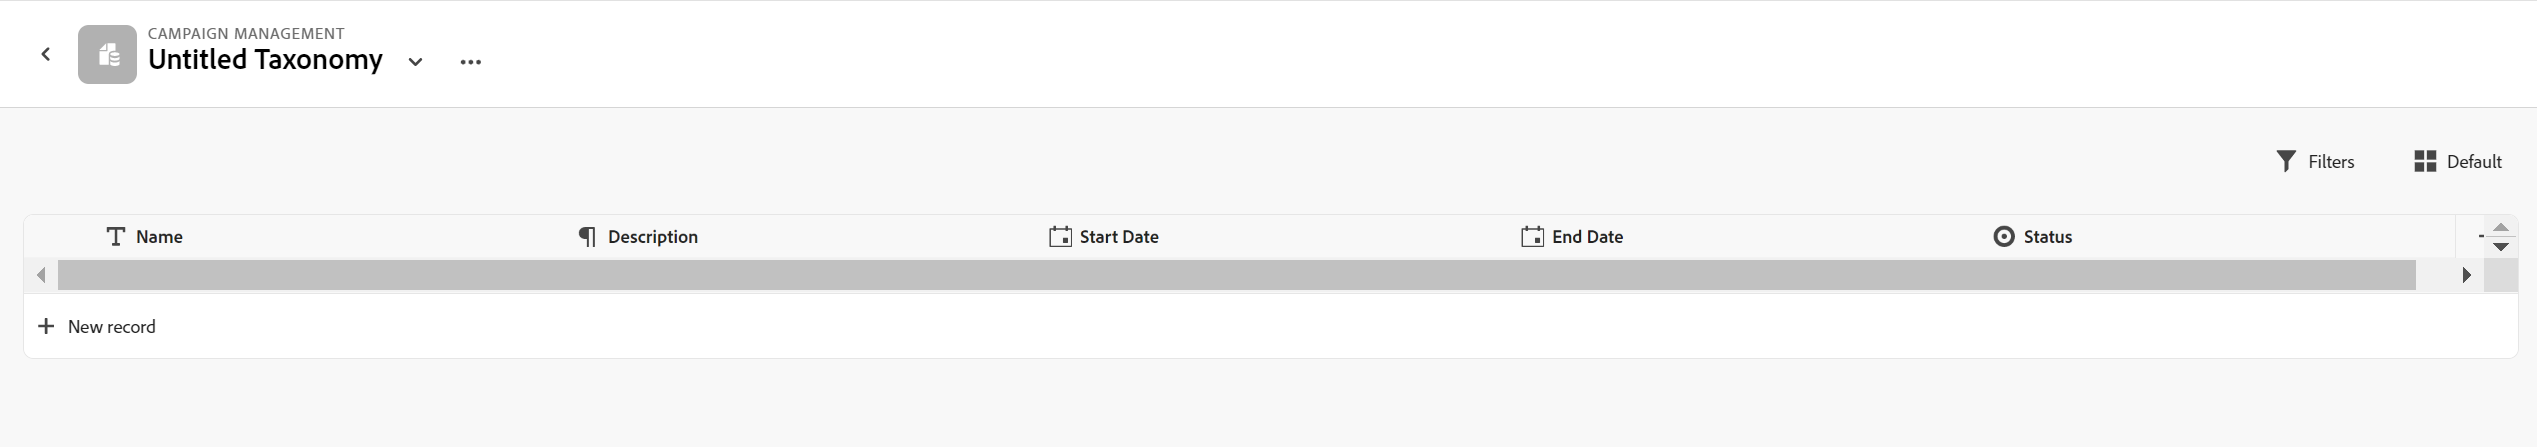 CAMPAIGN MANAGEMENT
Untitled Taxonomy
Filters Default
Name Description Start Date End Date Status
New record